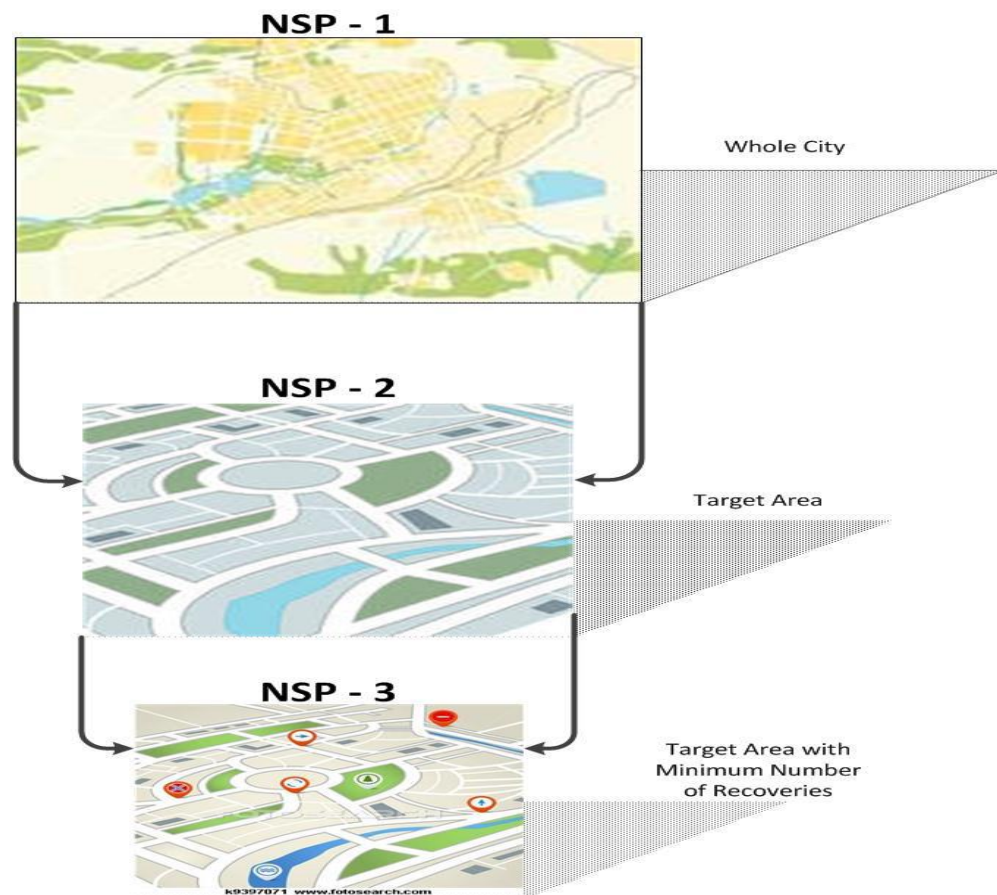 NSP - 1
Whole City
NSP - 2
Target Area
NSP - 3
Target Area with
Minimum Number
of Recoveries
k9397071 www.fotosearch.com